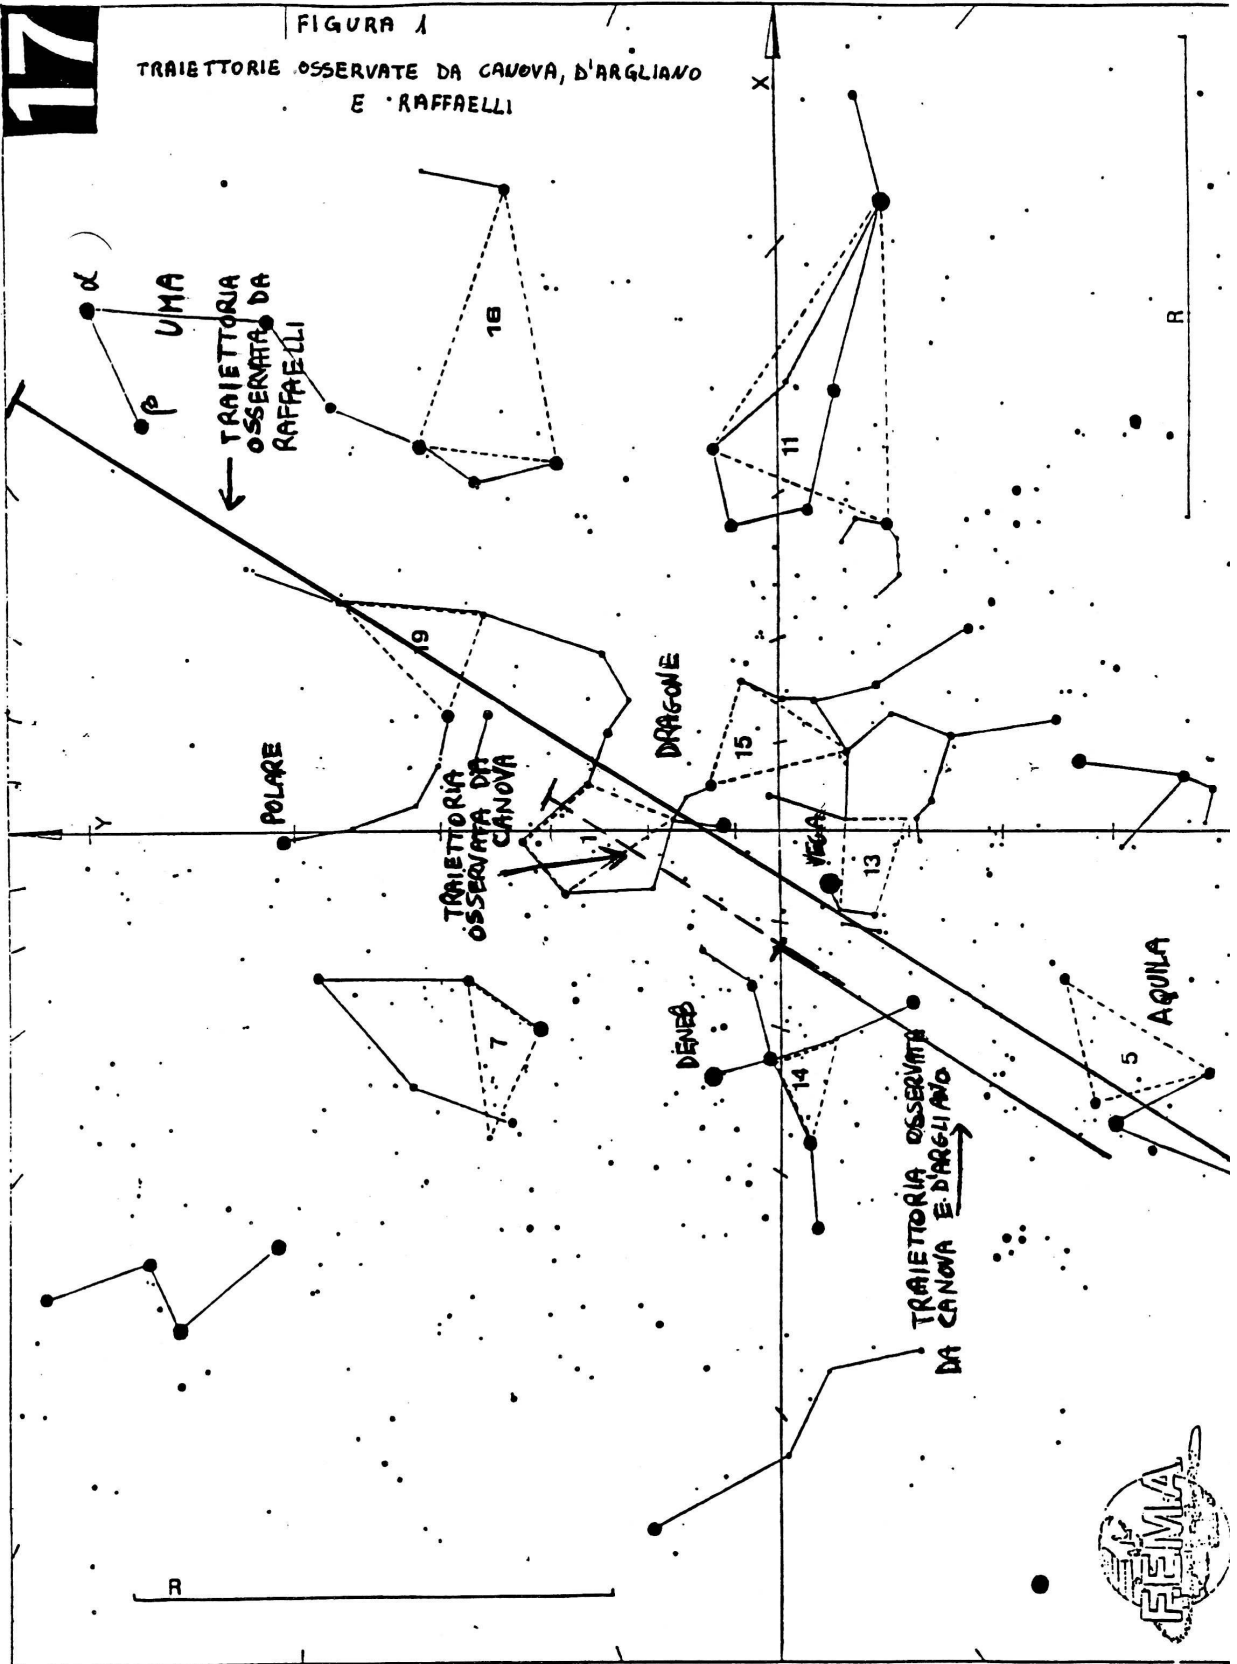 17
FIGURA 1
TRAIETTORIE OSSERVATE DA CANOVA, D'ARGLIANO
E RAFFAELLI
X
α
UMA
β
← TRAIETTORIA
OSSERVATA DA
RAFFAELLI
16
11
R
19
POLARE
Y
TRAIETTORIA
OSSERVATA DA
CANOVA
1
DRAGONE
15
VEGA
13
7
DENEB
14
AQUILA
5
TRAIETTORIA OSSERVATA
DA CANOVA E D'ARGLIANO
R
FEMA